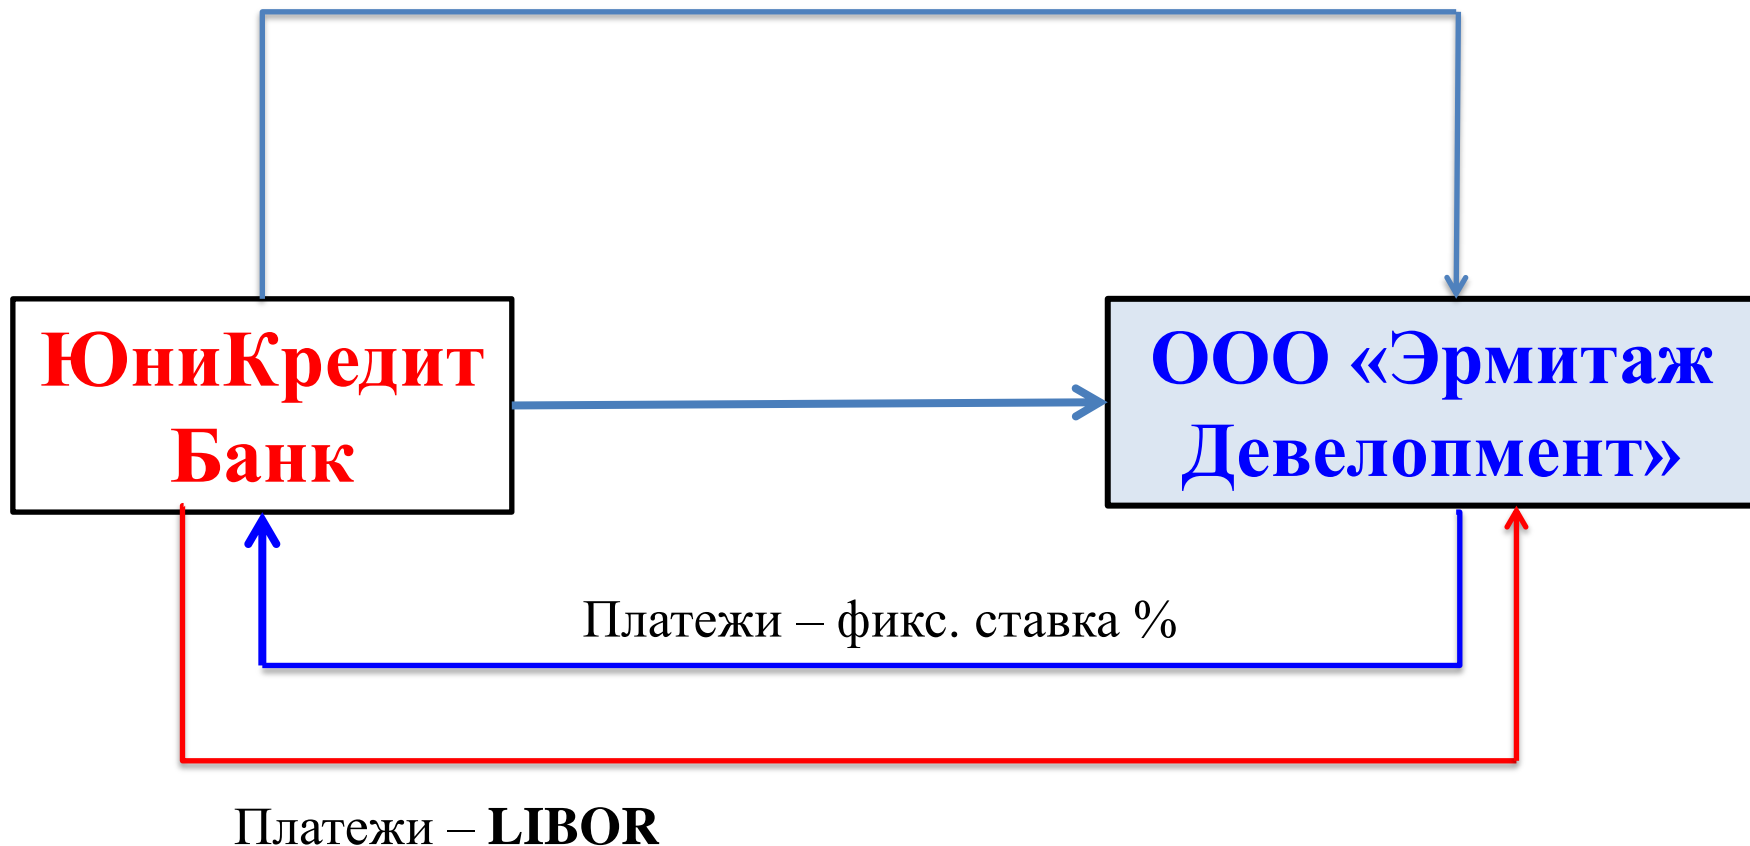 ЮниКредит
Банк
ООО «Эрмитаж
Девелопмент»
Платежи – фикс. ставка %
Платежи – LIBOR